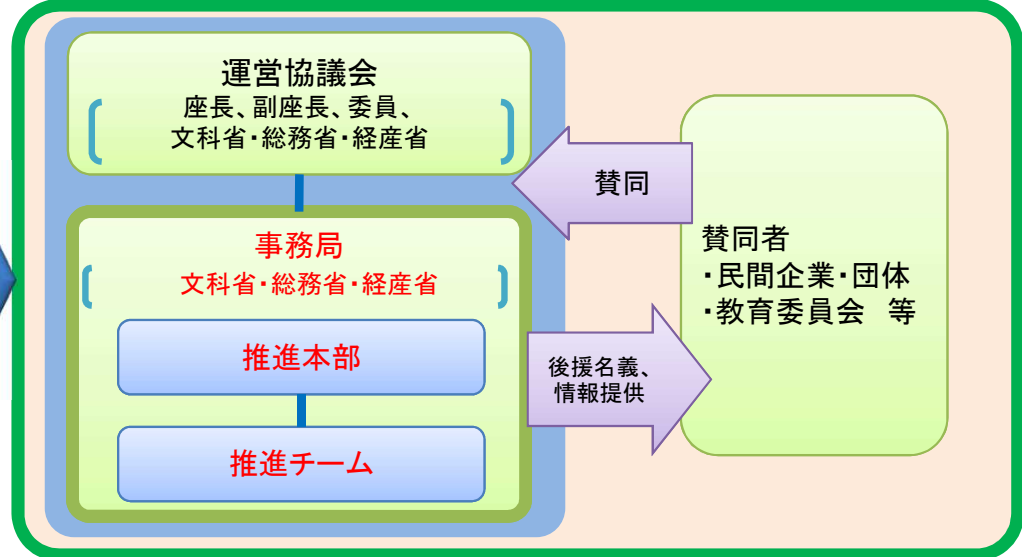 運営協議会
座長、副座長、委員、
文科省・総務省・経産省
事務局
文科省・総務省・経産省
推進本部
推進チーム
賛同
後援名義、
情報提供
賛同者
・民間企業・団体
・教育委員会　等